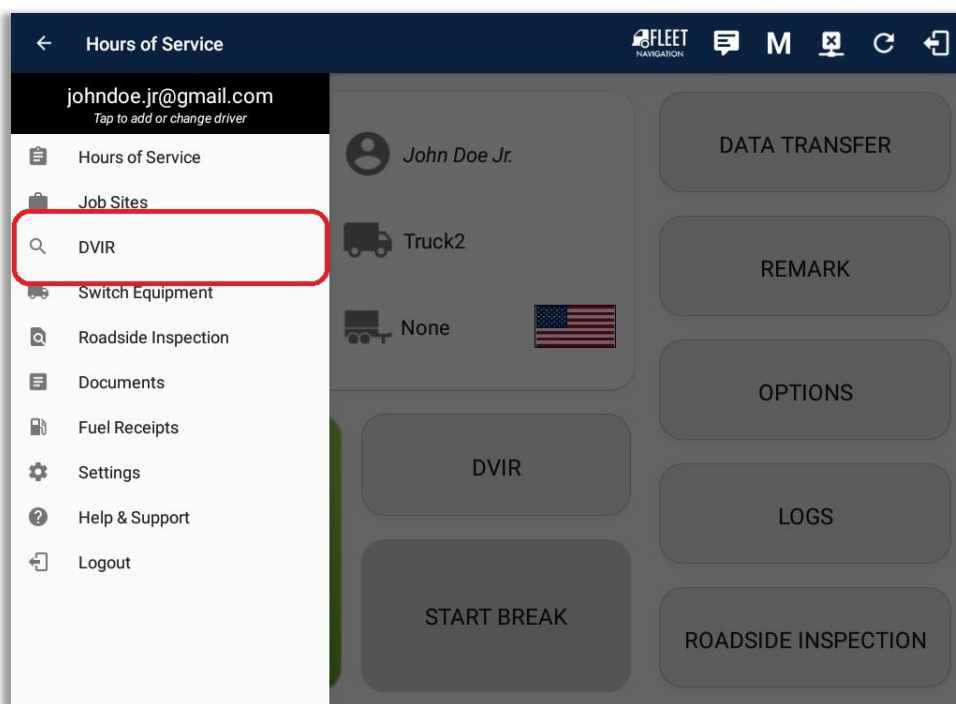 Hours of Service
FLEET
NAVIGATION
M
johndoe.jr@gmail.com
Tap to add or change driver
Hours of Service
Job Sites
DVIR
Switch Equipment
Roadside Inspection
Documents
Fuel Receipts
Settings
Help & Support
Logout
John Doe Jr.
Truck2
None
DVIR
START BREAK
DATA TRANSFER
REMARK
OPTIONS
LOGS
ROADSIDE INSPECTION